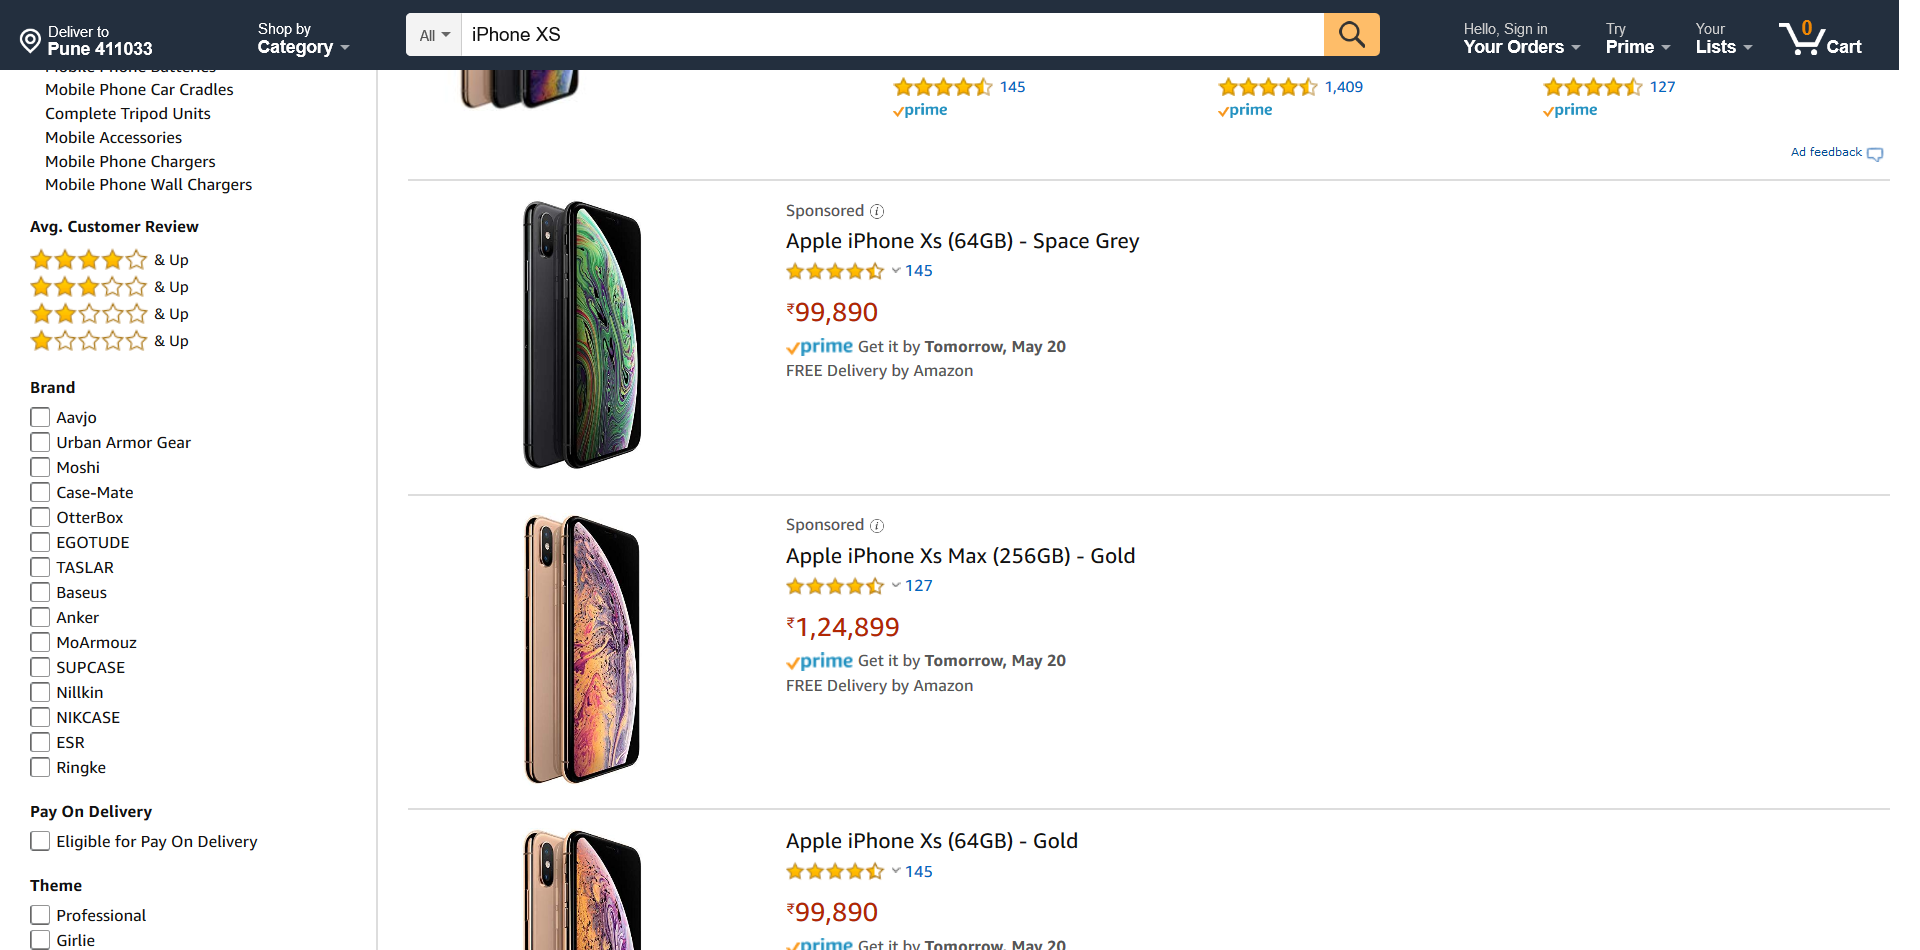 Deliver to
Pune 411033
Shop by
Category
All
iPhone XS
Hello, Sign in
Your Orders
Try
Prime
Your
Lists
0
Cart
Mobile Phone Batteries
Mobile Phone Car Cradles
Complete Tripod Units
Mobile Accessories
Mobile Phone Chargers
Mobile Phone Wall Chargers
Avg. Customer Review
& Up
& Up
& Up
& Up
Brand
Aavjo
Urban Armor Gear
Moshi
Case-Mate
OtterBox
EGOTUDE
TASLAR
Baseus
Anker
MoArmouz
SUPCASE
Nillkin
NIKCASE
ESR
Ringke
Pay On Delivery
Eligible for Pay On Delivery
Theme
Professional
Girlie
145
prime
1,409
prime
127
prime
Ad feedback
Sponsored
Apple iPhone Xs (64GB) - Space Grey
145
₹99,890
prime Get it by Tomorrow, May 20
FREE Delivery by Amazon
Sponsored
Apple iPhone Xs Max (256GB) - Gold
127
₹1,24,899
prime Get it by Tomorrow, May 20
FREE Delivery by Amazon
Apple iPhone Xs (64GB) - Gold
145
₹99,890
prime Get it by Tomorrow, May 20